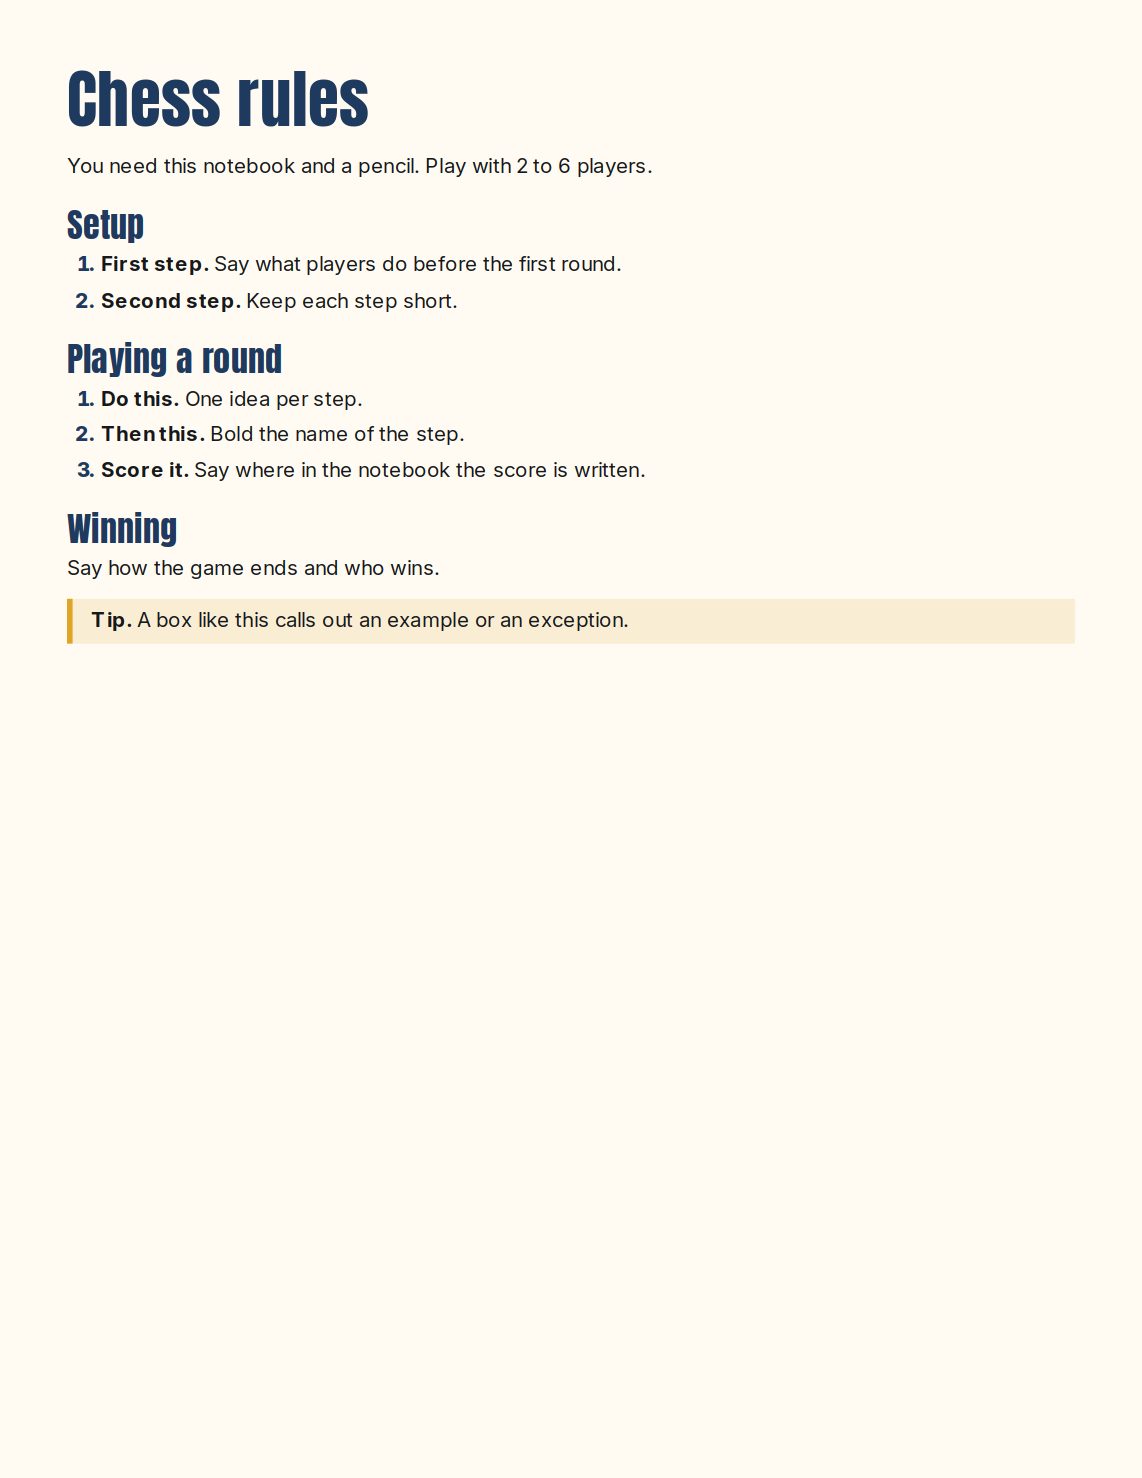 Chess rules
You need this notebook and a pencil. Play with 2 to 6 players.
Setup
1. First step. Say what players do before the first round.
2. Second step. Keep each step short.
Playing a round
1. Do this. One idea per step.
2. Then this. Bold the name of the step.
3. Score it. Say where in the notebook the score is written.
Winning
Say how the game ends and who wins.
Tip. A box like this calls out an example or an exception.